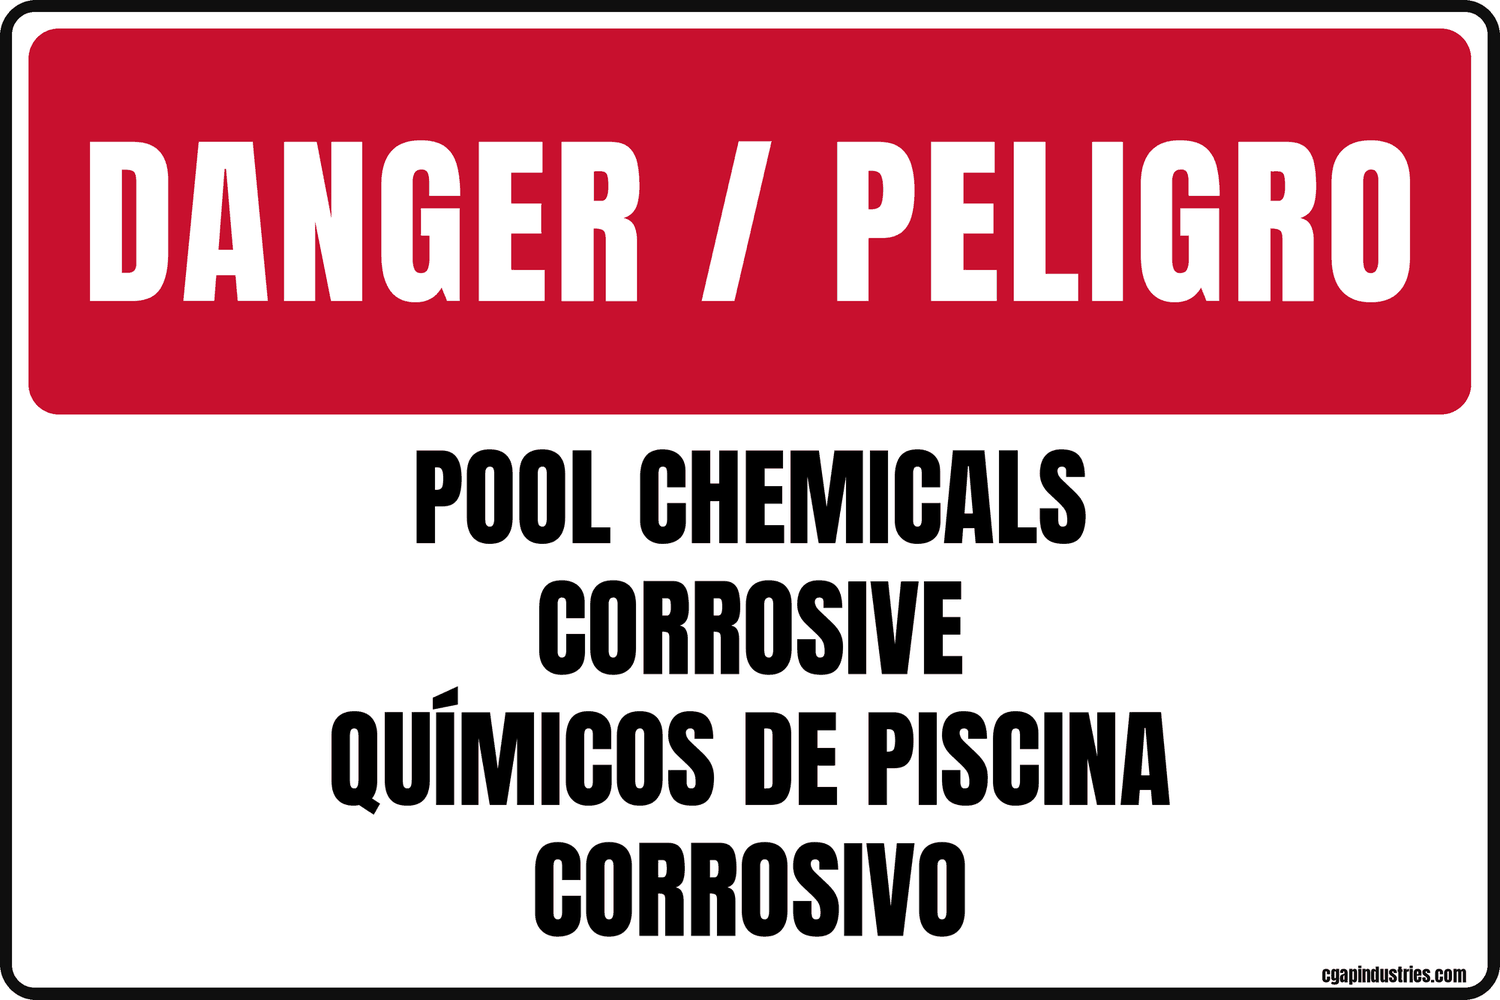 DANGER / PELIGRO
POOL CHEMICALS
CORROSIVE
QUÍMICOS DE PISCINA
CORROSIVO
cgapindustries.com